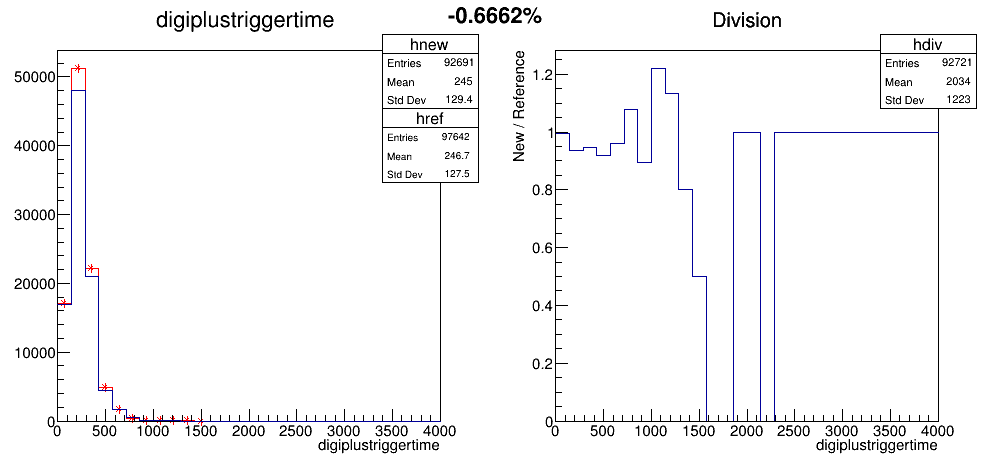 digiplustriggertime
-0.6662%
Division
hnew
Entries 92691
Mean 245
Std Dev 129.4
href
Entries 97642
Mean 246.7
Std Dev 127.5
50000
40000
30000
20000
10000
0
0 500 1000 1500 2000 2500 3000 3500 4000
digiplustriggertime
hdiv
Entries 92721
Mean 2034
Std Dev 1223
New / Reference
1.2
1
0.8
0.6
0.4
0.2
0
0 500 1000 1500 2000 2500 3000 3500 4000
digiplustriggertime